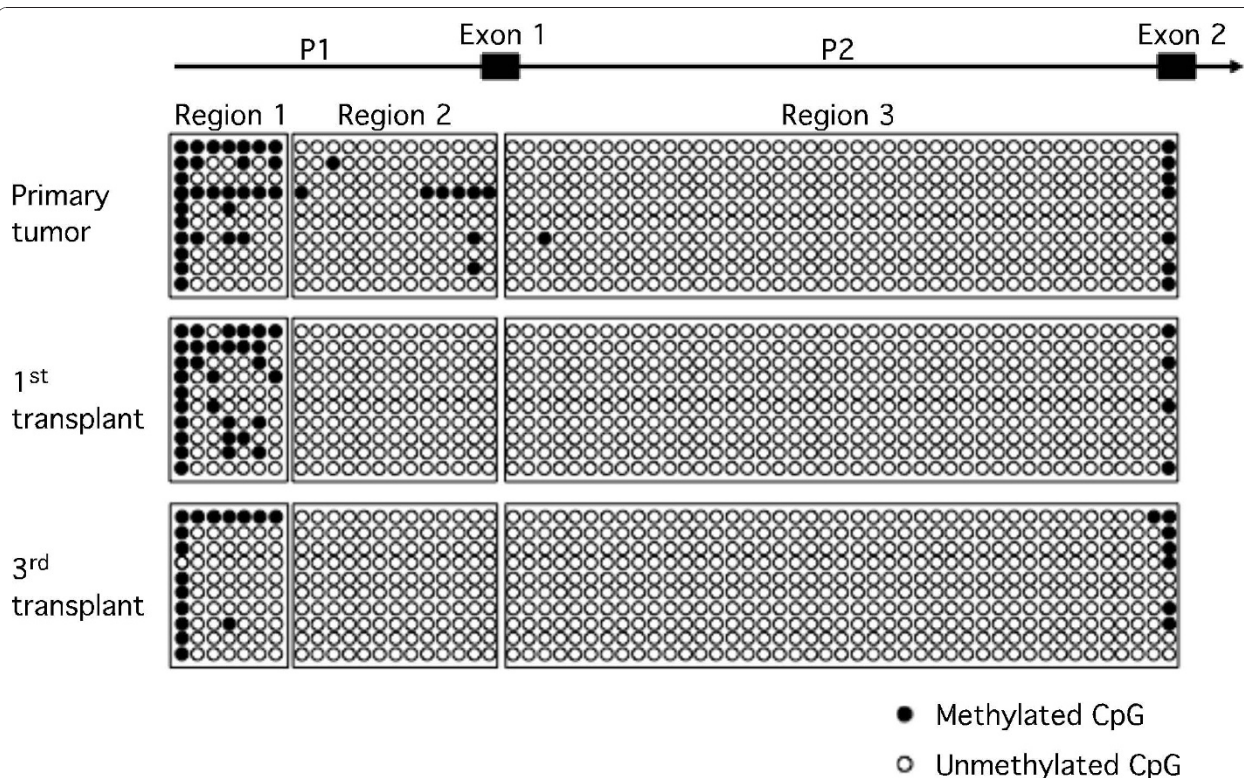 Exon 1
Exon 2
P1
P2
Region 1
Region 2
Region 3
Primary
tumor
1st
transplant
3rd
transplant
Methylated CpG
Unmethylated CpG